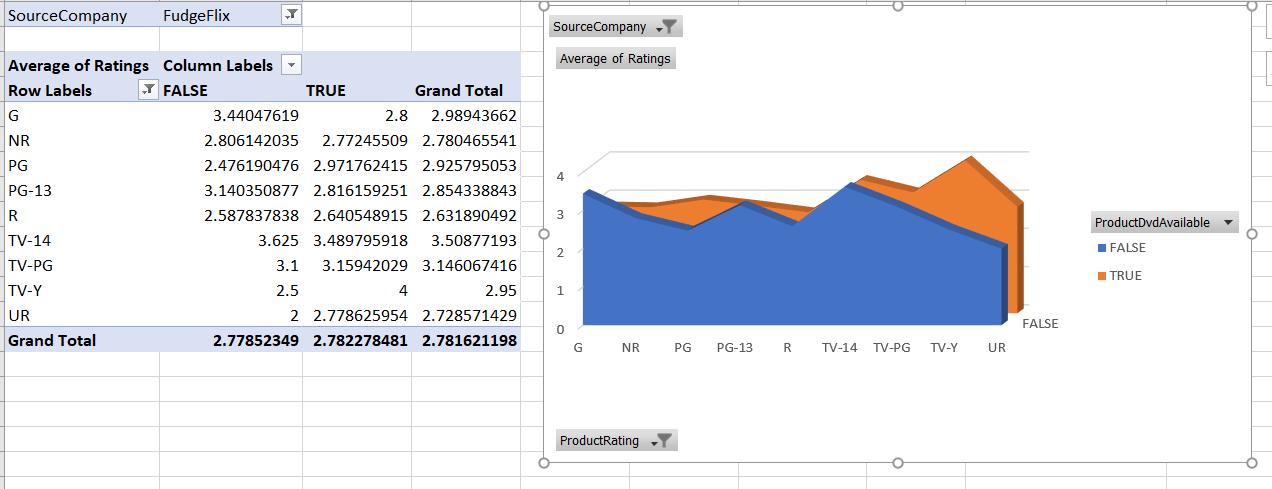 SourceCompany FudgeFlix
Average of Ratings Column Labels
Row Labels FALSE TRUE Grand Total
G 3.44047619 2.8 2.98943662
NR 2.806142035 2.77245509 2.780465541
PG 2.476190476 2.971762415 2.925795053
PG-13 3.140350877 2.816159251 2.854338843
R 2.587837838 2.640548915 2.631890492
TV-14 3.625 3.489795918 3.50877193
TV-PG 3.1 3.15942029 3.146067416
TV-Y 2.5 4 2.95
UR 2 2.778625954 2.728571429
Grand Total 2.77852349 2.782278481 2.781621198
SourceCompany
Average of Ratings
4
3
2
1
0
G NR PG PG-13 R TV-14 TV-PG TV-Y UR
FALSE
ProductDvdAvailable
FALSE
TRUE
ProductRating